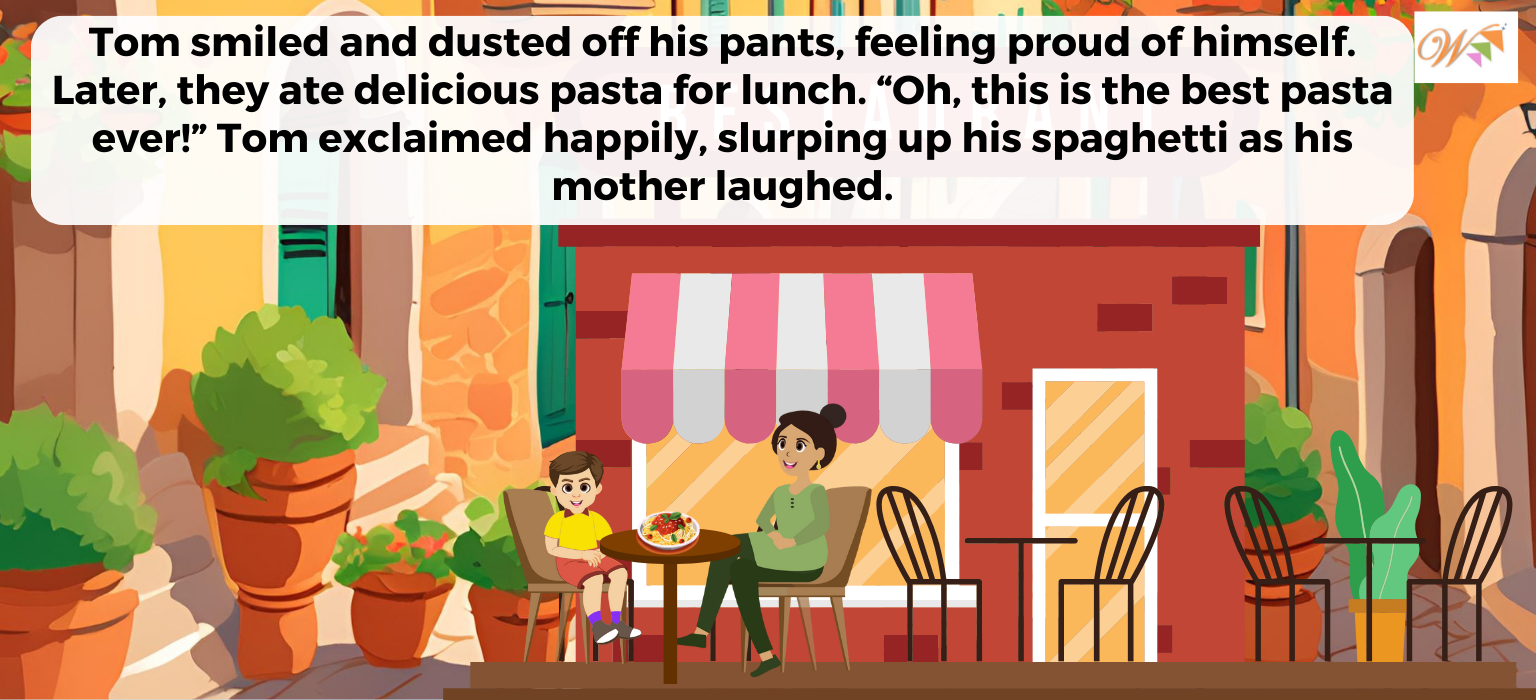 Tom smiled and dusted off his pants, feeling proud of himself.
Later, they ate delicious pasta for lunch. “Oh, this is the best pasta
ever!” Tom exclaimed happily, slurping up his spaghetti as his
mother laughed.
RESTAURANT
W